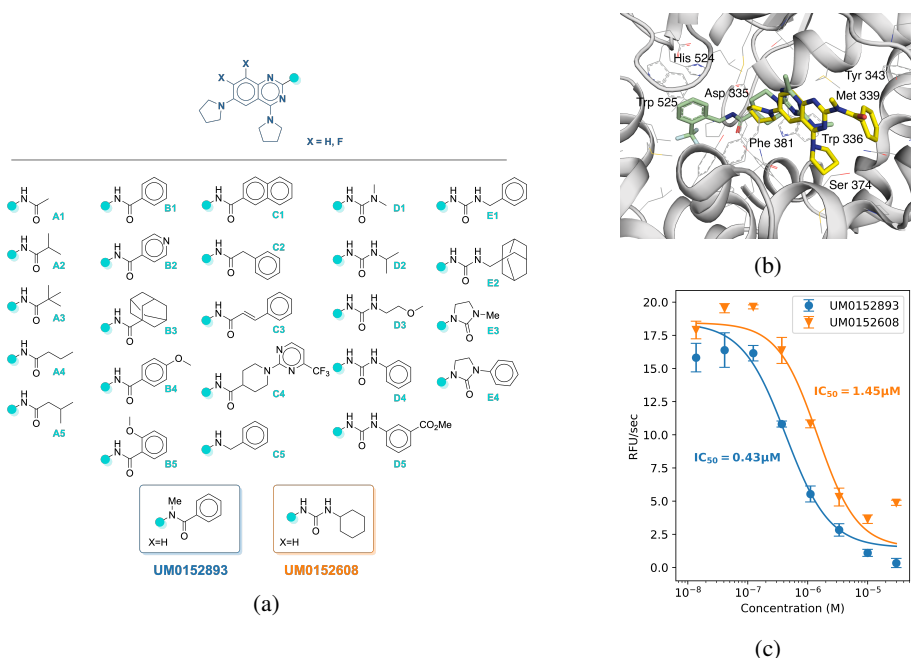 X X
N
N
N
N
X = H, F
H
N
O
A1
H
N
O
B1
H
N
O
C1
H
N N
O
D1
H H
N N
O
E1
H
N
O
A2
H
N
O
N
B2
H
N
O
C2
H H
N N
O
D2
H H
N N
O
E2
H
N
O
A3
H
N
O
B3
H
N
O
C3
H H
N N
O
O
D3
N N-Me
O
E3
H
N
O
A4
H
N
O
O
B4
H
N
O
N
N N
CF3
C4
H H
N N
O
D4
N N
O
E4
H
N
O
A5
H
N
O
O
B5
H
N
C5
H H
N N
O
CO2Me
D5
Me
N
O
X=H
H H
N N
O
X=H
UM0152893 UM0152608
(a)
His 524
Tyr 343
Trp 525
Asp 335
Met 339
Phe 381
Trp 336
Ser 374
(b)
20.0
17.5
15.0
12.5
10.0
7.5
5.0
2.5
0.0
RFU/sec
UM0152893
UM0152608
IC50 = 1.45µM
IC50 = 0.43µM
10⁻⁸ 10⁻⁷ 10⁻⁶ 10⁻⁵
Concentration (M)
(c)